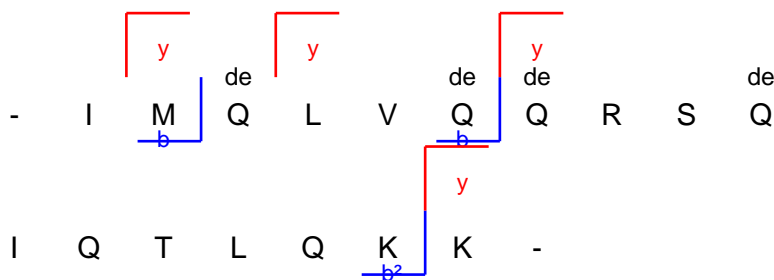 y y y
de de de de
- I M Q L V Q Q R S Q
b b
y
I Q T L Q K K -
b²